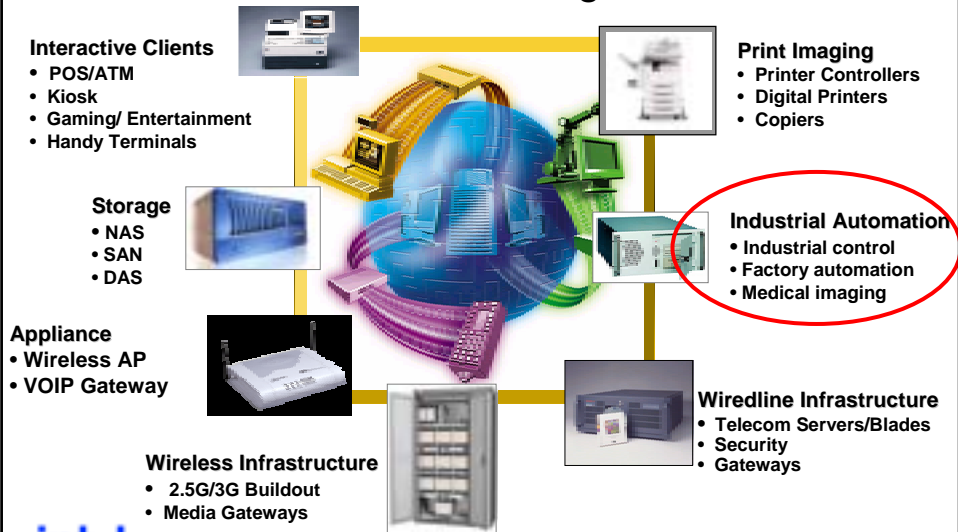 Interactive Clients
• POS/ATM
• Kiosk
• Gaming/ Entertainment
• Handy Terminals
Print Imaging
• Printer Controllers
• Digital Printers
• Copiers
Storage
• NAS
• SAN
• DAS
Industrial Automation
• Industrial control
• Factory automation
• Medical imaging
Appliance
• Wireless AP
• VOIP Gateway
Wiredline Infrastructure
• Telecom Servers/Blades
• Security
• Gateways
Wireless Infrastructure
• 2.5G/3G Buildout
• Media Gateways